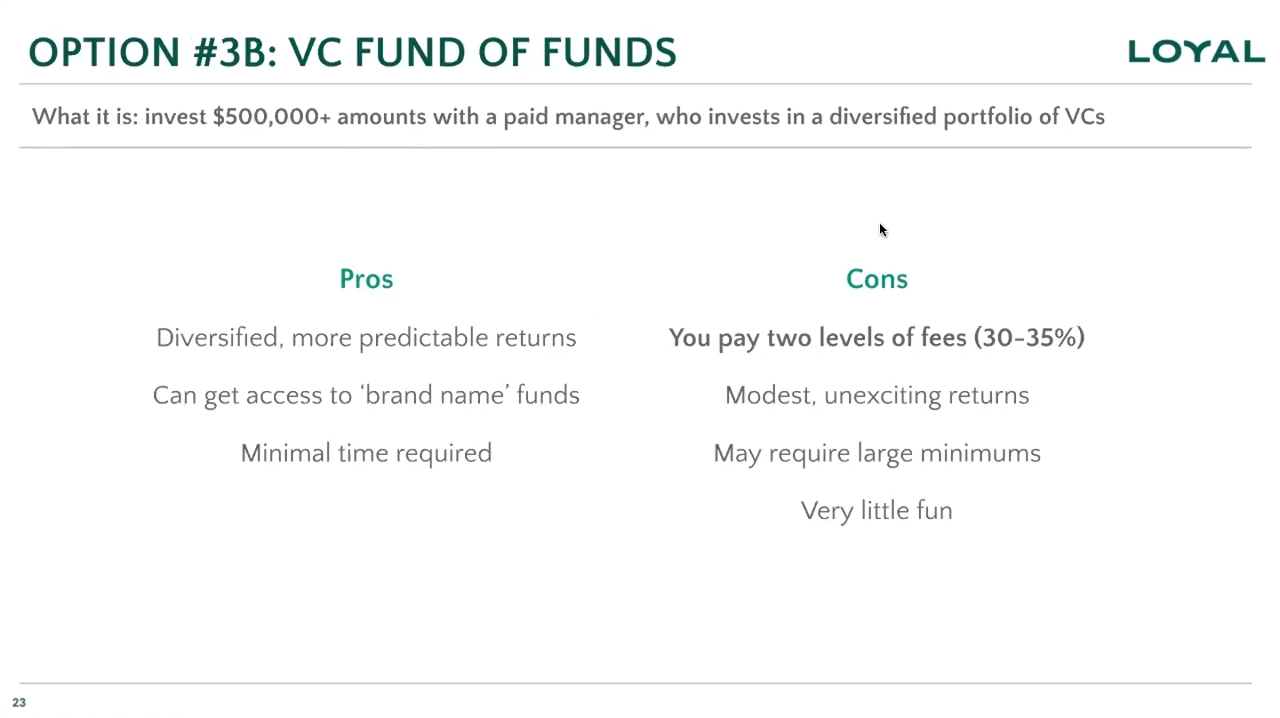 OPTION #3B: VC FUND OF FUNDS
LOYAL
What it is: invest $500,000+ amounts with a paid manager, who invests in a diversified portfolio of VCs
Pros
Diversified, more predictable returns
Can get access to ‘brand name’ funds
Minimal time required
Cons
You pay two levels of fees (30-35%)
Modest, unexciting returns
May require large minimums
Very little fun
23